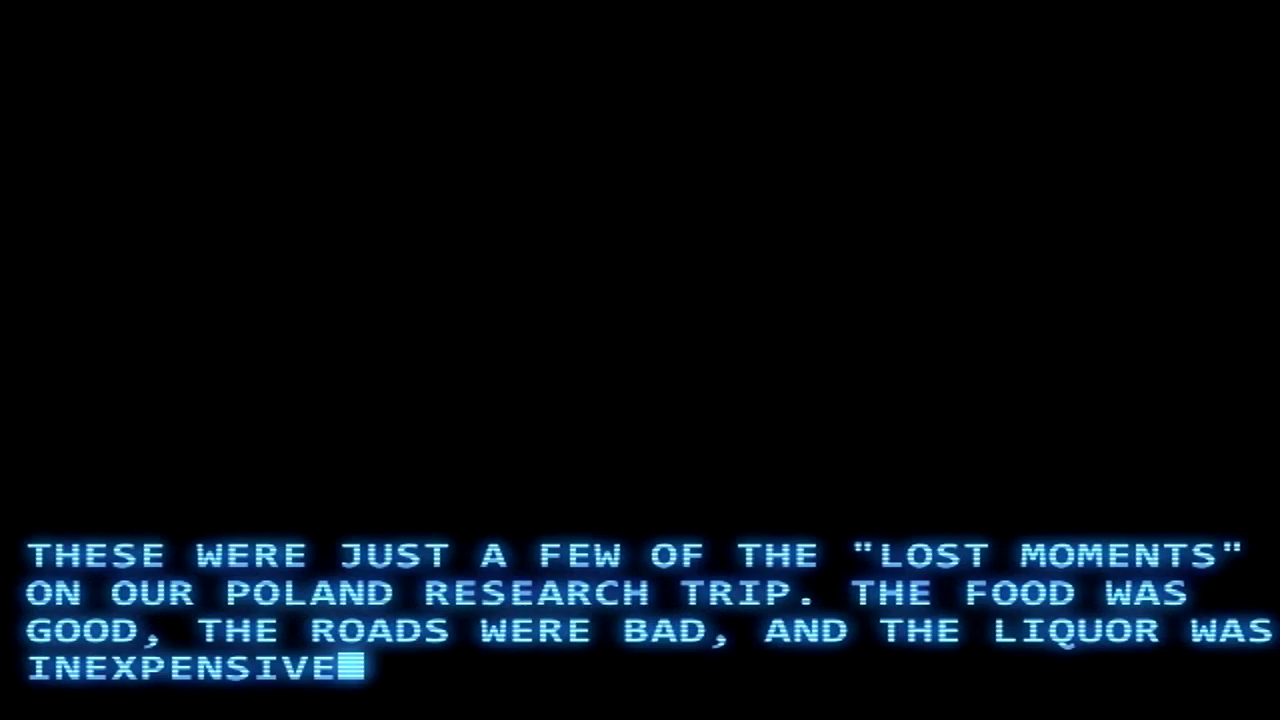 THESE WERE JUST A FEW OF THE "LOST MOMENTS"
ON OUR POLAND RESEARCH TRIP. THE FOOD WAS
GOOD, THE ROADS WERE BAD, AND THE LIQUOR WAS
INEXPENSIVE